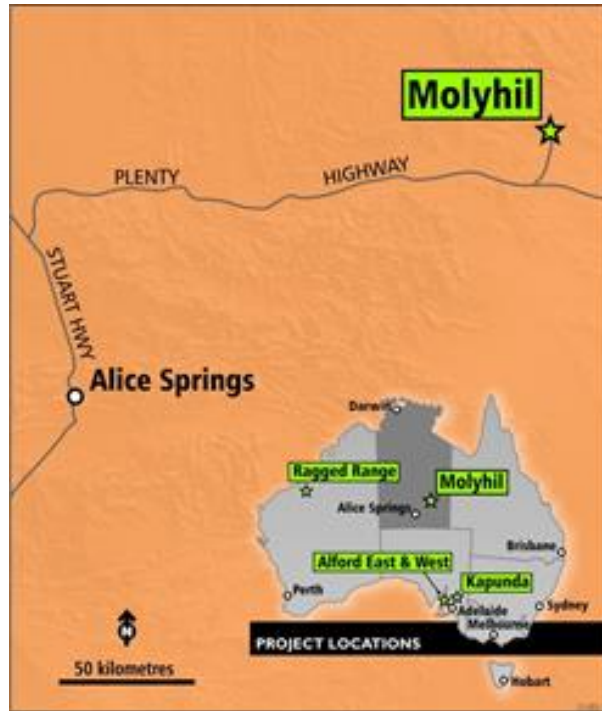 Molyhil
PLENTY
HIGHWAY
STUART HWY
Alice Springs
Darwin
Ragged Range
Molyhil
Alice Springs
Brisbane
Alford East & West
Kapunda
Perth
Adelaide
Sydney
Melbourne
PROJECT LOCATIONS
N
50 kilometres
Hobart